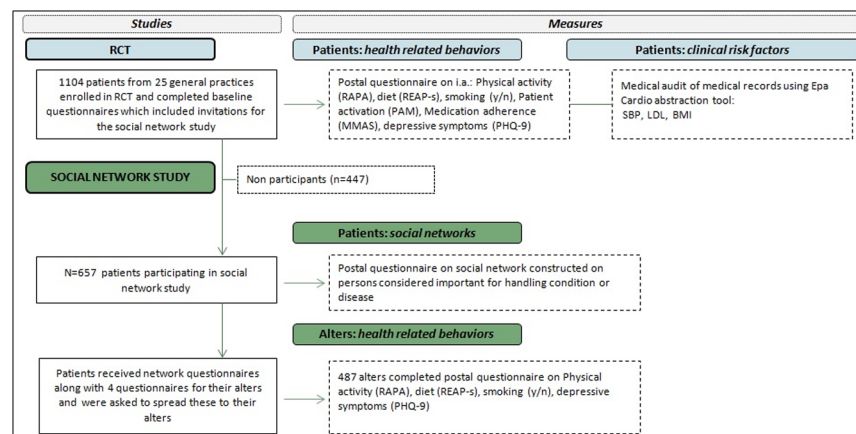 Studies
Measures
RCT
Patients: health related behaviors
Patients: clinical risk factors
1104 patients from 25 general practices
enrolled in RCT and completed baseline
questionnaires which included invitations for
the social network study
Postal questionnaire on i.a.: Physical activity
(RAPA), diet (REAP-s), smoking (y/n), Patient
activation (PAM), Medication adherence
(MMAS), depressive symptoms (PHQ-9)
Medical audit of medical records using Epa
Cardio abstraction tool:
SBP, LDL, BMI
SOCIAL NETWORK STUDY
Non participants (n=447)
Patients: social networks
N=657 patients participating in social
network study
Postal questionnaire on social network constructed on
persons considered important for handling condition or
disease
Alters: health related behaviors
Patients received network questionnaires
along with 4 questionnaires for their alters
and were asked to spread these to their
alters
487 alters completed postal questionnaire on Physical
activity (RAPA), diet (REAP-s), smoking (y/n), depressive
symptoms (PHQ-9)